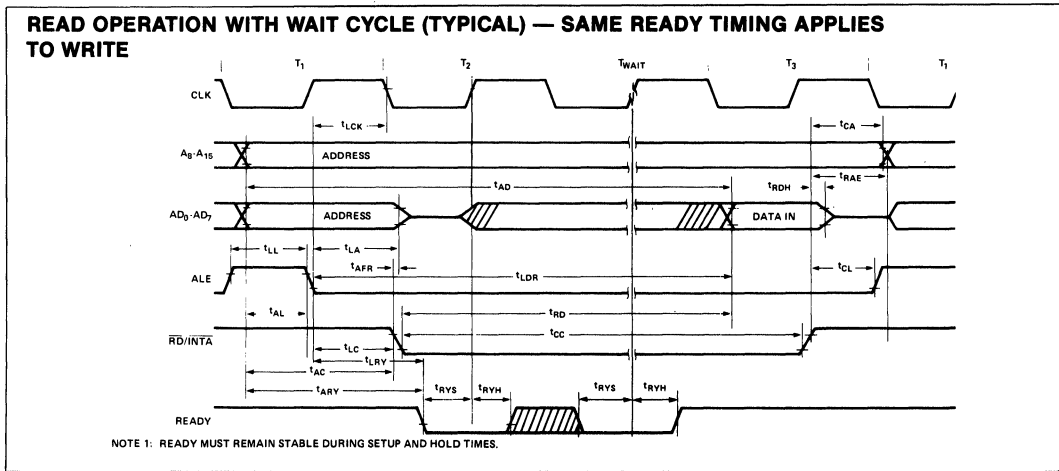 READ OPERATION WITH WAIT CYCLE (TYPICAL) — SAME READY TIMING APPLIES
TO WRITE
T1 T2 TWAIT T3 T1
CLK
tLCK tCA
A8-A15 ADDRESS
tRAE
tAD tRDH
AD0-AD7 ADDRESS DATA IN
tLL tLA
tAFR tLDR tCL
ALE
tAL tRD
RD/INTA tCC
tLC
tLRY
tAC
tARY tRYS tRYH tRYS tRYH
READY
NOTE 1: READY MUST REMAIN STABLE DURING SETUP AND HOLD TIMES.